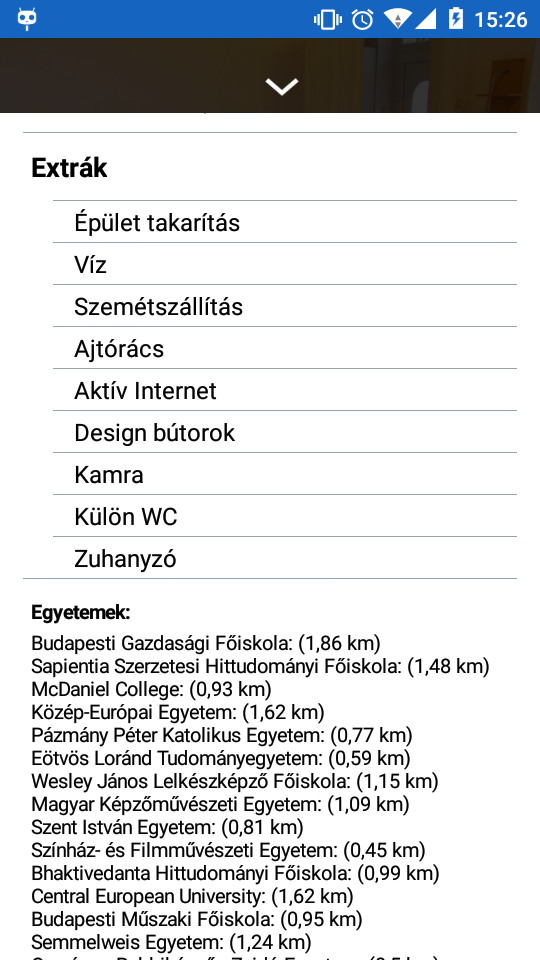 15:26
Extrák
Épület takarítás
Víz
Szemétszállítás
Ajtórács
Aktív Internet
Design bútorok
Kamra
Külön WC
Zuhanyzó
Egyetemek:
Budapesti Gazdasági Főiskola: (1,86 km)
Sapientia Szerzetesi Hittudományi Főiskola: (1,48 km)
McDaniel College: (0,93 km)
Közép-Európai Egyetem: (1,62 km)
Pázmány Péter Katolikus Egyetem: (0,77 km)
Eötvös Loránd Tudományegyetem: (0,59 km)
Wesley János Lelkészképző Főiskola: (1,15 km)
Magyar Képzőművészeti Egyetem: (1,09 km)
Szent István Egyetem: (0,81 km)
Színház- és Filmművészeti Egyetem: (0,45 km)
Bhaktivedanta Hittudományi Főiskola: (0,99 km)
Central European University: (1,62 km)
Budapesti Műszaki Főiskola: (0,95 km)
Semmelweis Egyetem: (1,24 km)